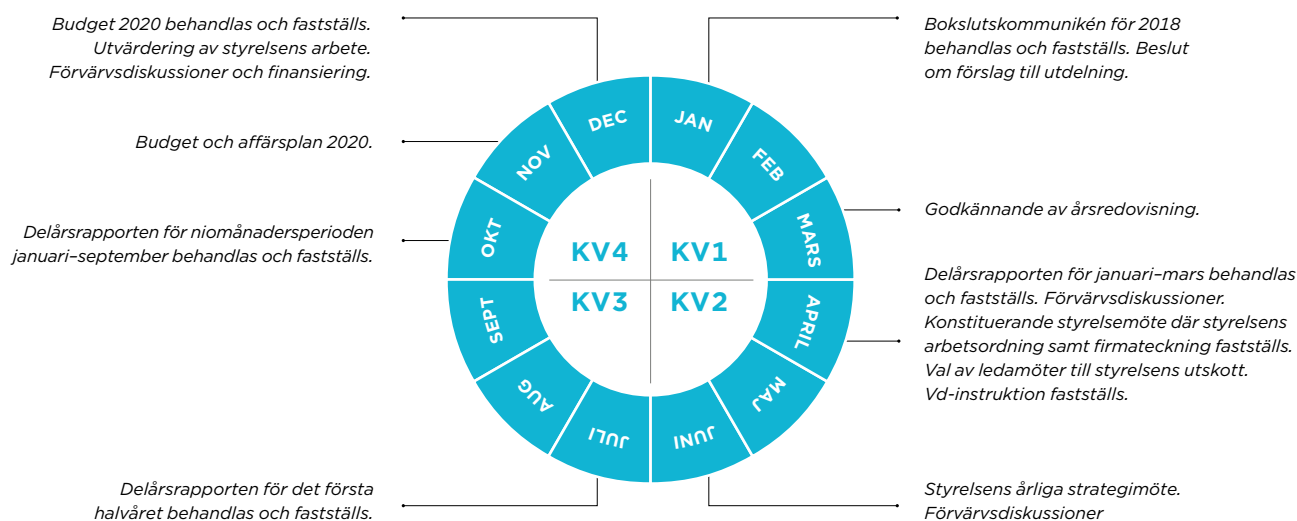 Budget 2020 behandlas och fastställs.
Utvärdering av styrelsens arbete.
Förvärvsdiskussioner och finansiering.
Bokslutskommunikén för 2018
behandlas och fastställs. Beslut
om förslag till utdelning.
DEC
JAN
Budget och affärsplan 2020.
NOV
FEB
Godkännande av årsredovisning.
MARS
Delårsrapporten för niomånadersperioden
januari–september behandlas och fastställs.
OKT
KV4
KV1
KV3
KV2
Delårsrapporten för januari–mars behandlas
och fastställs. Förvärvsdiskussioner.
Konstituerande styrelsemöte där styrelsens
arbetsordning samt firmateckning fastställs.
Val av ledamöter till styrelsens utskott.
Vd-instruktion fastställs.
SEPT
APRIL
AUG
MAJ
JULI
JUNI
Delårsrapporten för det första
halvåret behandlas och fastställs.
Styrelsens årliga strategimöte.
Förvärvsdiskussioner